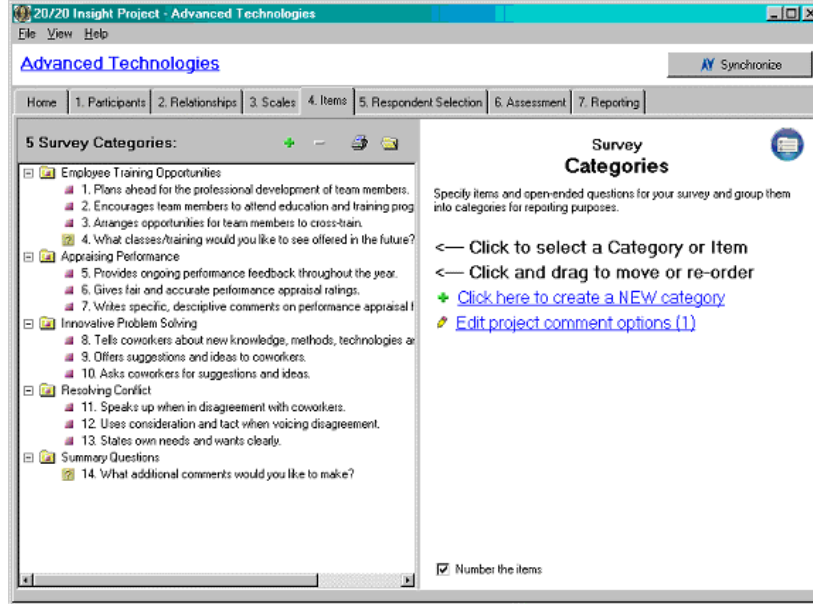 20/20 Insight Project - Advanced Technologies
File View Help
Advanced Technologies
Synchronize
Home 1. Participants 2. Relationships 3. Scales 4. Items 5. Respondent Selection 6. Assessment 7. Reporting
5 Survey Categories:
Employee Training Opportunities
1. Plans ahead for the professional development of team members.
2. Encourages team members to attend education and training prog
3. Arranges opportunities for team members to cross-train.
4. What classes/training would you like to see offered in the future?
Appraising Performance
5. Provides ongoing performance feedback throughout the year.
6. Gives fair and accurate performance appraisal ratings.
7. Writes specific, descriptive comments on performance appraisal f
Innovative Problem Solving
8. Tells coworkers about new knowledge, methods, technologies ar
9. Offers suggestions and ideas to coworkers.
10. Asks coworkers for suggestions and ideas.
Resolving Conflict
11. Speaks up when in disagreement with coworkers.
12. Uses consideration and tact when voicing disagreement.
13. States own needs and wants clearly.
Summary Questions
14. What additional comments would you like to make?
Survey
Categories
Specify items and open-ended questions for your survey and group them
into categories for reporting purposes.
<— Click to select a Category or Item
<— Click and drag to move or re-order
Click here to create a NEW category
Edit project comment options (1)
Number the items